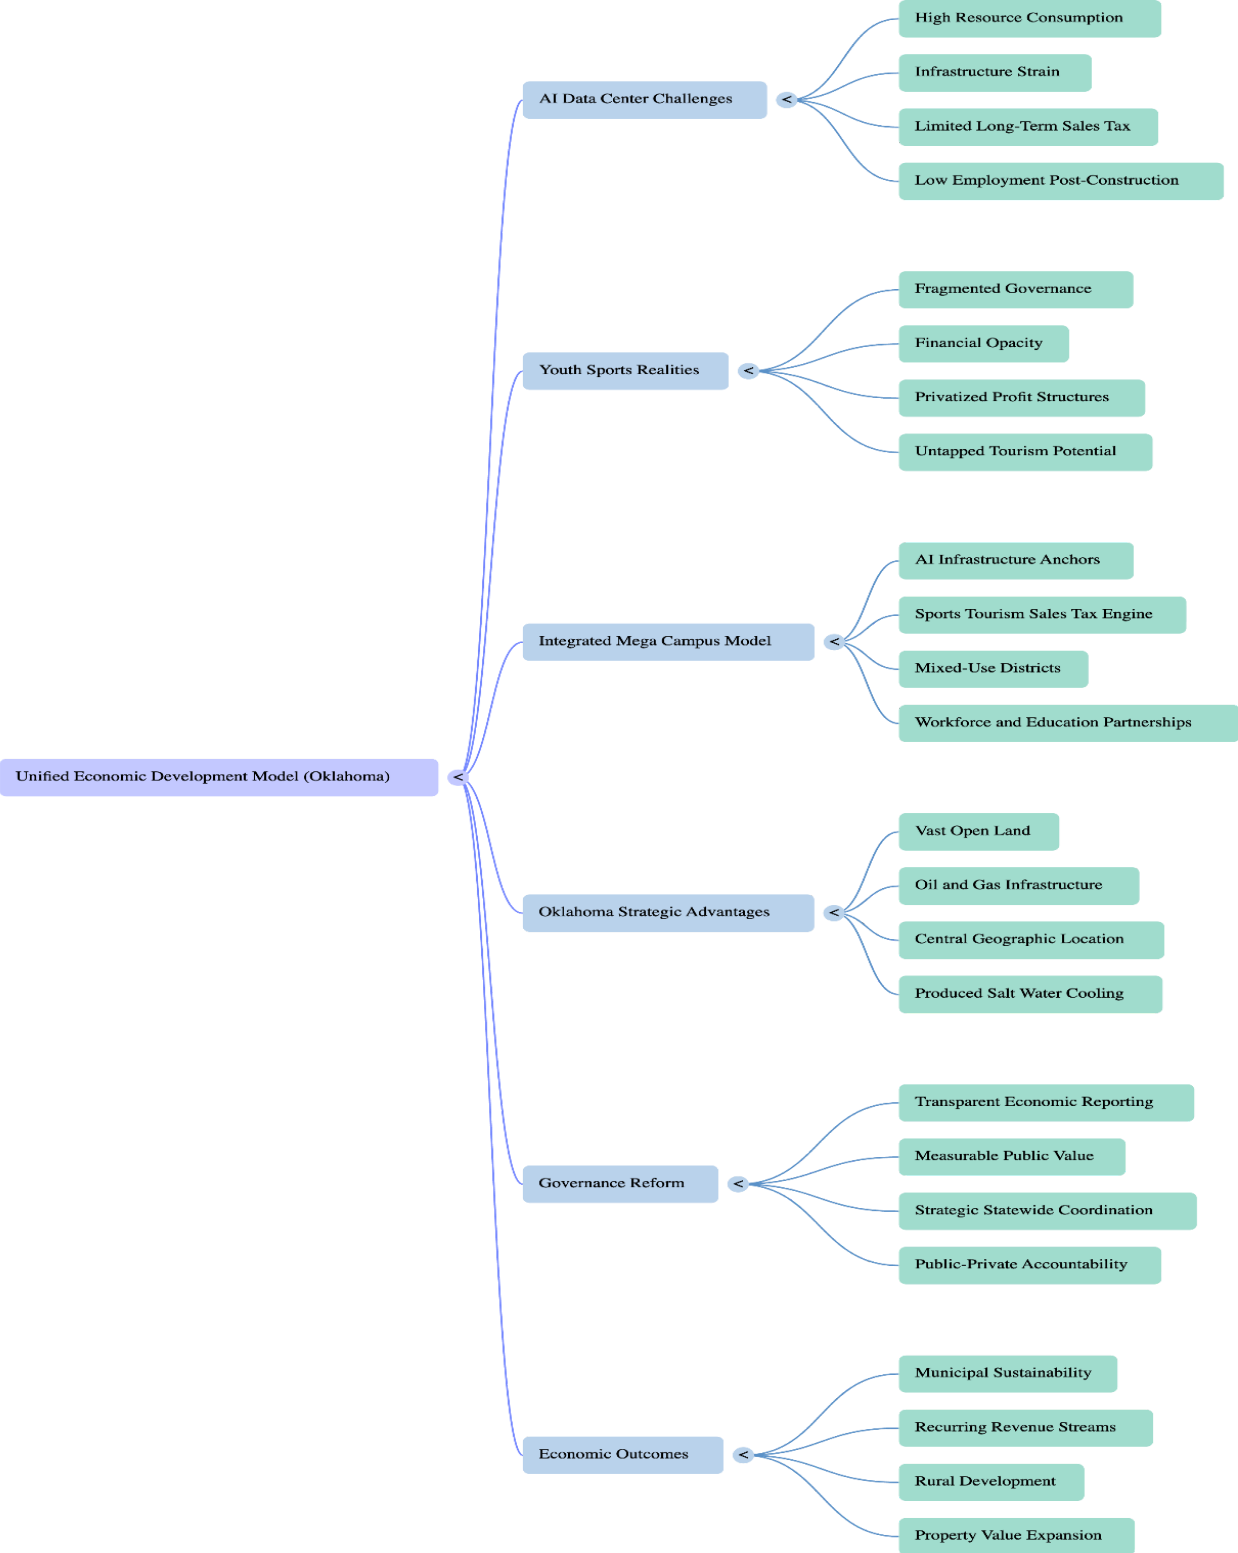 Unified Economic Development Model (Oklahoma)
<
AI Data Center Challenges
<
High Resource Consumption
Infrastructure Strain
Limited Long-Term Sales Tax
Low Employment Post-Construction
Youth Sports Realities
<
Fragmented Governance
Financial Opacity
Privatized Profit Structures
Untapped Tourism Potential
Integrated Mega Campus Model
<
AI Infrastructure Anchors
Sports Tourism Sales Tax Engine
Mixed-Use Districts
Workforce and Education Partnerships
Oklahoma Strategic Advantages
<
Vast Open Land
Oil and Gas Infrastructure
Central Geographic Location
Produced Salt Water Cooling
Governance Reform
<
Transparent Economic Reporting
Measurable Public Value
Strategic Statewide Coordination
Public-Private Accountability
Economic Outcomes
<
Municipal Sustainability
Recurring Revenue Streams
Rural Development
Property Value Expansion